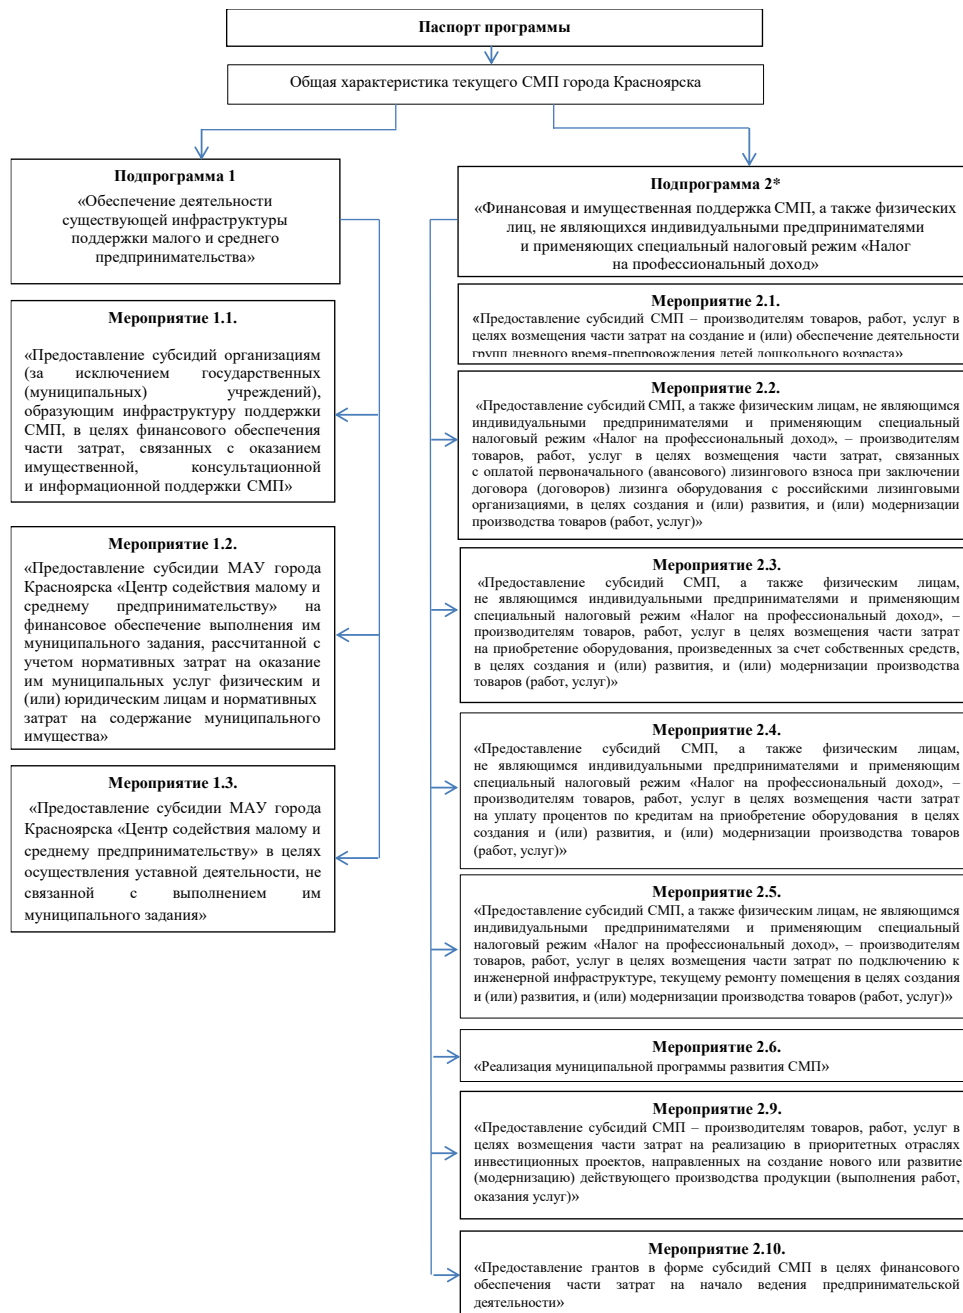 Паспорт программы
Общая характеристика текущего СМП города Красноярска
Подпрограмма 1
«Обеспечение деятельности
существующей инфраструктуры
поддержки малого и среднего
предпринимательства»
Мероприятие 1.1.
«Предоставление субсидий организациям
(за исключением государственных
(муниципальных) учреждений),
образующим инфраструктуру поддержки
СМП, в целях финансового обеспечения
части затрат, связанных с оказанием
имущественной, консультационной
и информационной поддержки СМП»
Мероприятие 1.2.
«Предоставление субсидии МАУ города
Красноярска «Центр содействия малому и
среднему предпринимательству» на
финансовое обеспечение выполнения им
муниципального задания, рассчитанной с
учетом нормативных затрат на оказание
им муниципальных услуг физическим и
(или) юридическим лицам и нормативных
затрат на содержание муниципального
имущества»
Мероприятие 1.3.
«Предоставление субсидии МАУ города
Красноярска «Центр содействия малому и
среднему предпринимательству» в целях
осуществления уставной деятельности, не
связанной с выполнением им
муниципального задания»
Подпрограмма 2*
«Финансовая и имущественная поддержка СМП, а также физических
лиц, не являющихся индивидуальными предпринимателями
и применяющих специальный налоговый режим «Налог
на профессиональный доход»
Мероприятие 2.1.
«Предоставление субсидий СМП – производителям товаров, работ, услуг в
целях возмещения части затрат на создание и (или) обеспечение деятельности
групп дневного время-препровождения детей дошкольного возраста»
Мероприятие 2.2.
«Предоставление субсидий СМП, а также физическим лицам, не являющимся
индивидуальными предпринимателями и применяющим специальный
налоговый режим «Налог на профессиональный доход», – производителям
товаров, работ, услуг в целях возмещения части затрат, связанных
с оплатой первоначального (авансового) лизингового взноса при заключении
договора (договоров) лизинга оборудования с российскими лизинговыми
организациями, в целях создания и (или) развития, и (или) модернизации
производства товаров (работ, услуг)»
Мероприятие 2.3.
«Предоставление субсидий СМП, а также физическим лицам,
не являющимся индивидуальными предпринимателями и применяющим
специальный налоговый режим «Налог на профессиональный доход», –
производителям товаров, работ, услуг в целях возмещения части затрат
на приобретение оборудования, произведенных за счет собственных средств,
в целях создания и (или) развития, и (или) модернизации производства
товаров (работ, услуг)»
Мероприятие 2.4.
«Предоставление субсидий СМП, а также физическим лицам,
не являющимся индивидуальными предпринимателями и применяющим
специальный налоговый режим «Налог на профессиональный доход», –
производителям товаров, работ, услуг в целях возмещения части затрат
на уплату процентов по кредитам на приобретение оборудования в целях
создания и (или) развития, и (или) модернизации производства товаров
(работ, услуг)»
Мероприятие 2.5.
«Предоставление субсидий СМП, а также физическим лицам, не являющимся
индивидуальными предпринимателями и применяющим специальный
налоговый режим «Налог на профессиональный доход», – производителям
товаров, работ, услуг в целях возмещения части затрат по подключению к
инженерной инфраструктуре, текущему ремонту помещения в целях создания
и (или) развития, и (или) модернизации производства товаров (работ, услуг)»
Мероприятие 2.6.
«Реализация муниципальной программы развития СМП»
Мероприятие 2.9.
«Предоставление субсидий СМП – производителям товаров, работ, услуг в
целях возмещения части затрат на реализацию в приоритетных отраслях
инвестиционных проектов, направленных на создание нового или развитие
(модернизацию) действующего производства продукции (выполнения работ,
оказания услуг)»
Мероприятие 2.10.
«Предоставление грантов в форме субсидий СМП в целях финансового
обеспечения части затрат на начало ведения предпринимательской
деятельности»